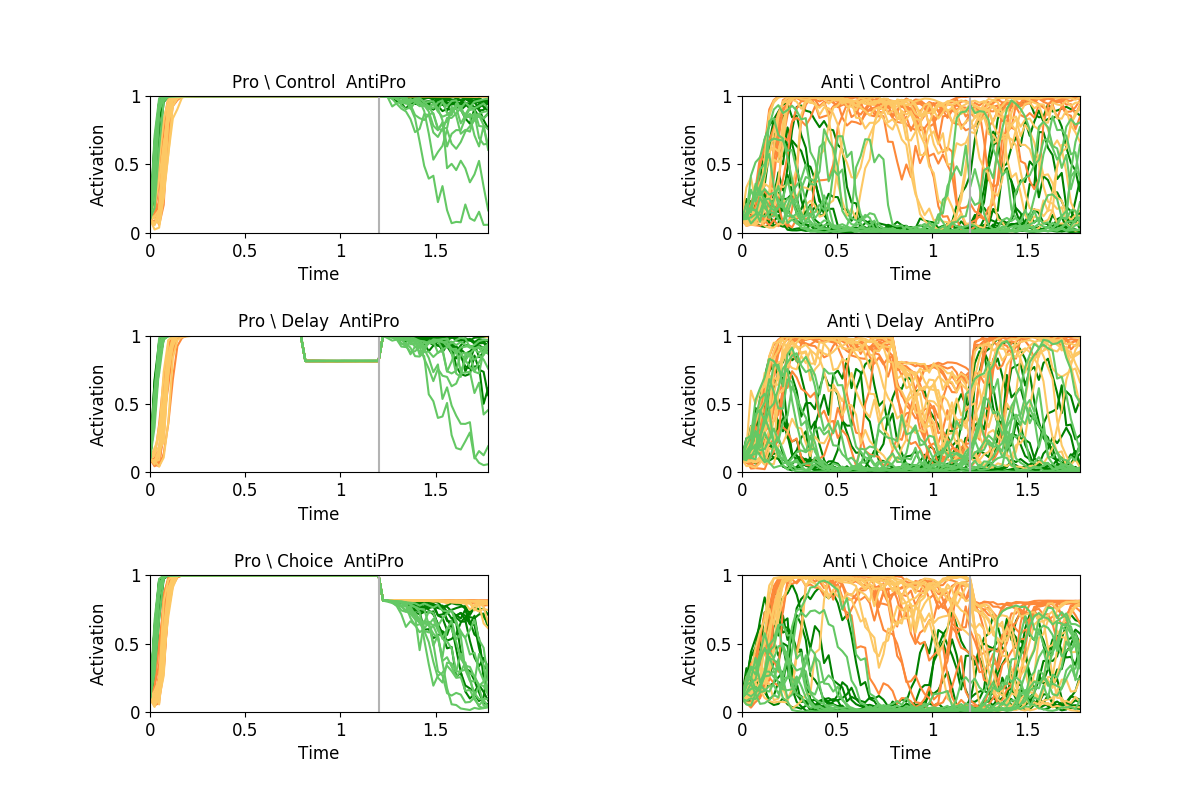 Pro \ Control  AntiPro
Activation
1
0.5
0
0
0.5
1
1.5
Time
Anti \ Control  AntiPro
Activation
1
0.5
0
0
0.5
1
1.5
Time
Pro \ Delay  AntiPro
Activation
1
0.5
0
0
0.5
1
1.5
Time
Anti \ Delay  AntiPro
Activation
1
0.5
0
0
0.5
1
1.5
Time
Pro \ Choice  AntiPro
Activation
1
0.5
0
0
0.5
1
1.5
Time
Anti \ Choice  AntiPro
Activation
1
0.5
0
0
0.5
1
1.5
Time